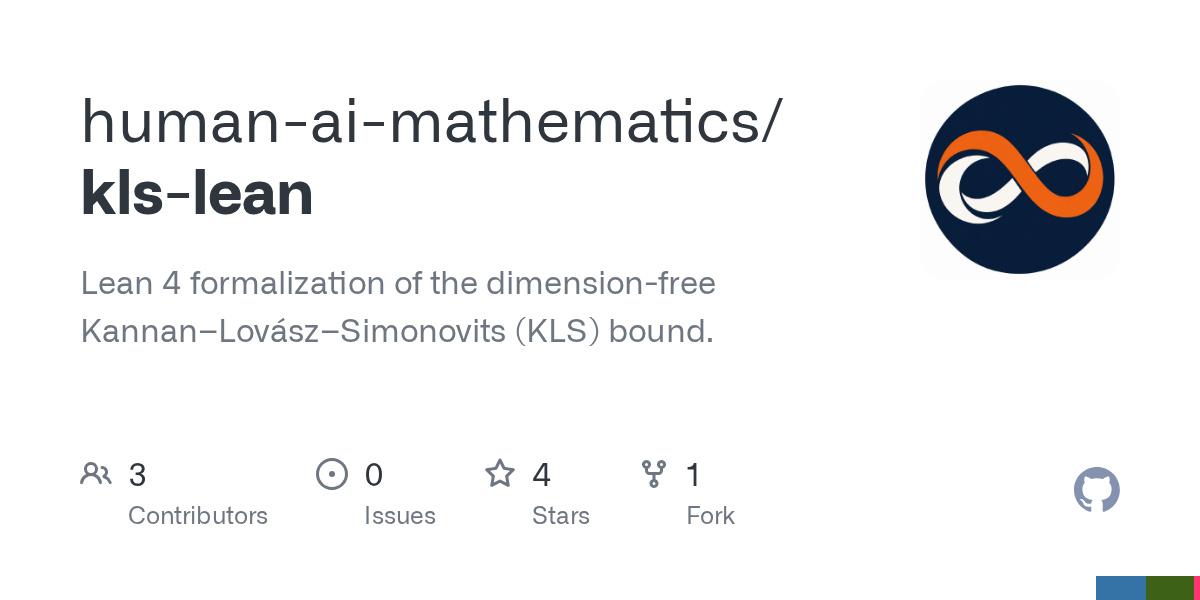 human-ai-mathematics/
kls-lean
Lean 4 formalization of the dimension-free
Kannan–Lovász–Simonovits (KLS) bound.
3
Contributors
0
Issues
4
Stars
1
Fork